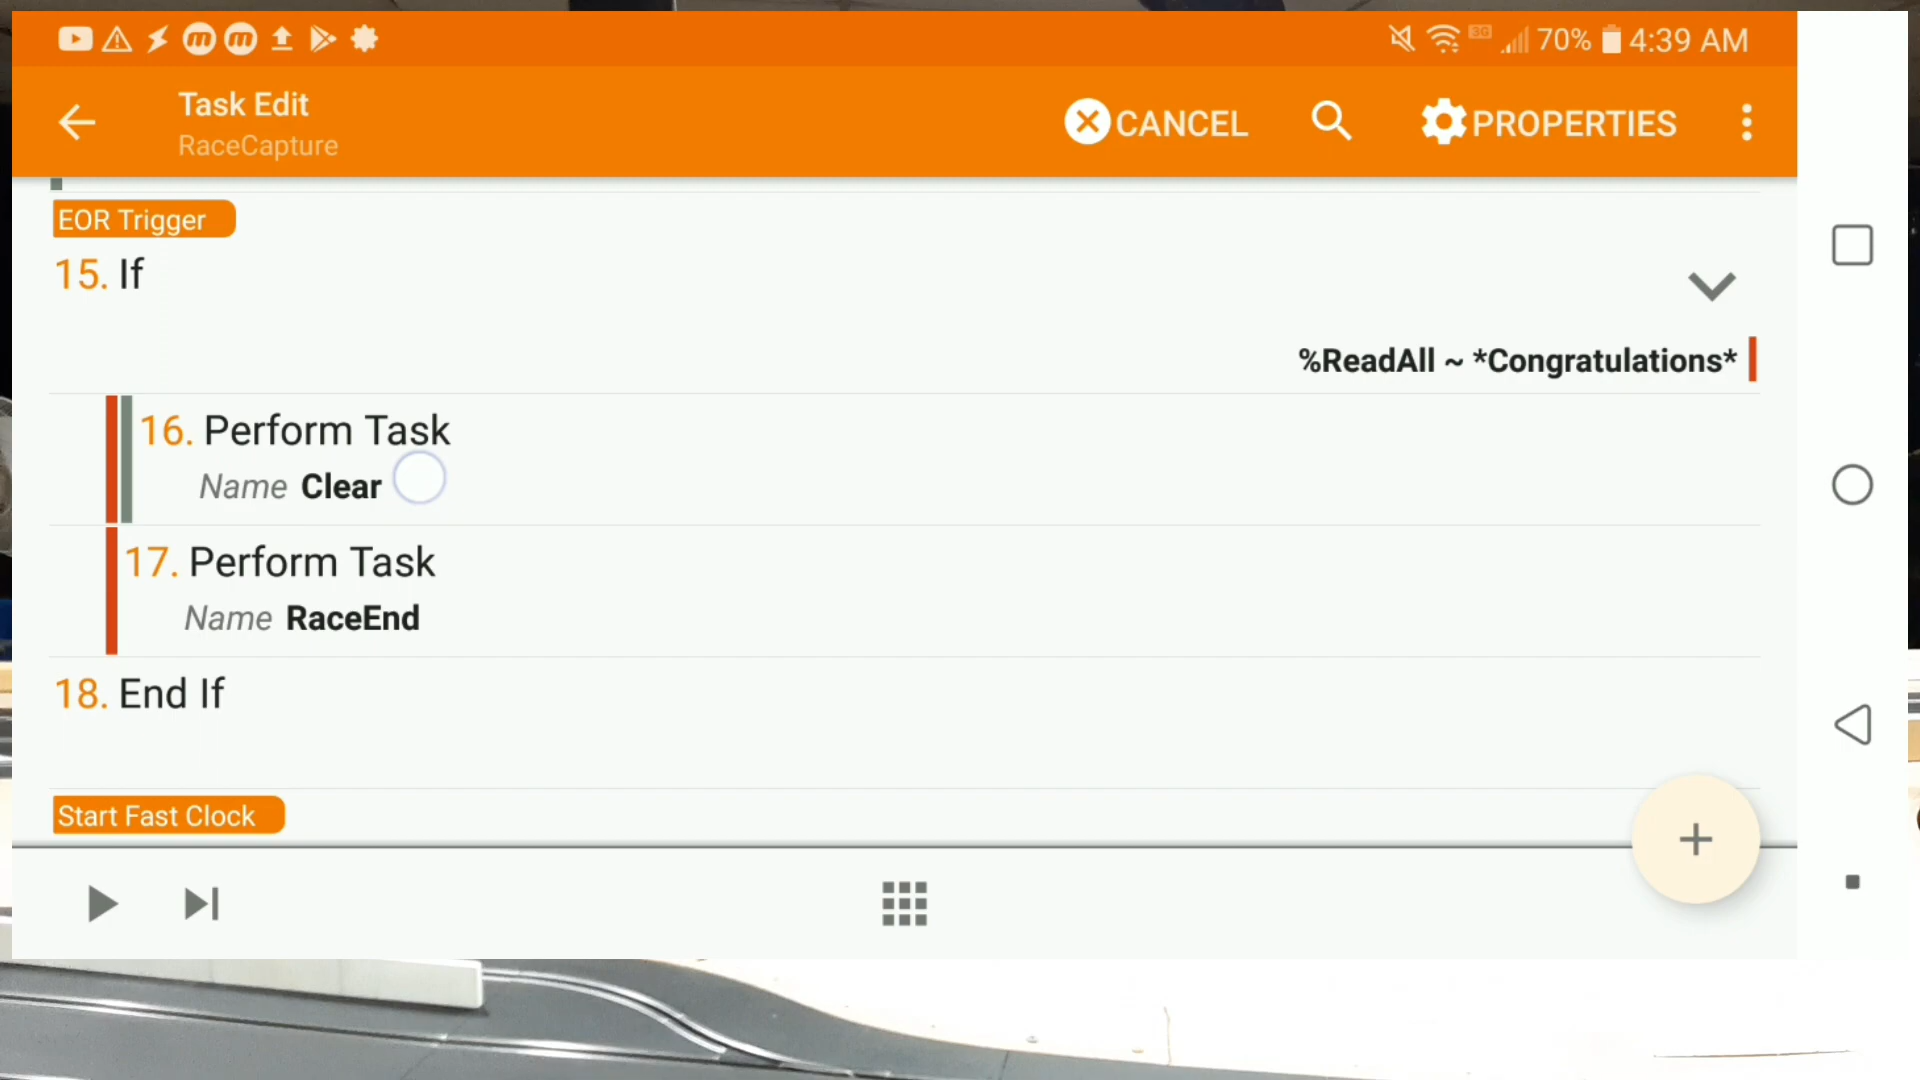 3G 70% 4:39 AM
Task Edit
RaceCapture
CANCEL
PROPERTIES
EOR Trigger
15. If
%ReadAll ~ *Congratulations*
16. Perform Task
Name Clear
17. Perform Task
Name RaceEnd
18. End If
Start Fast Clock